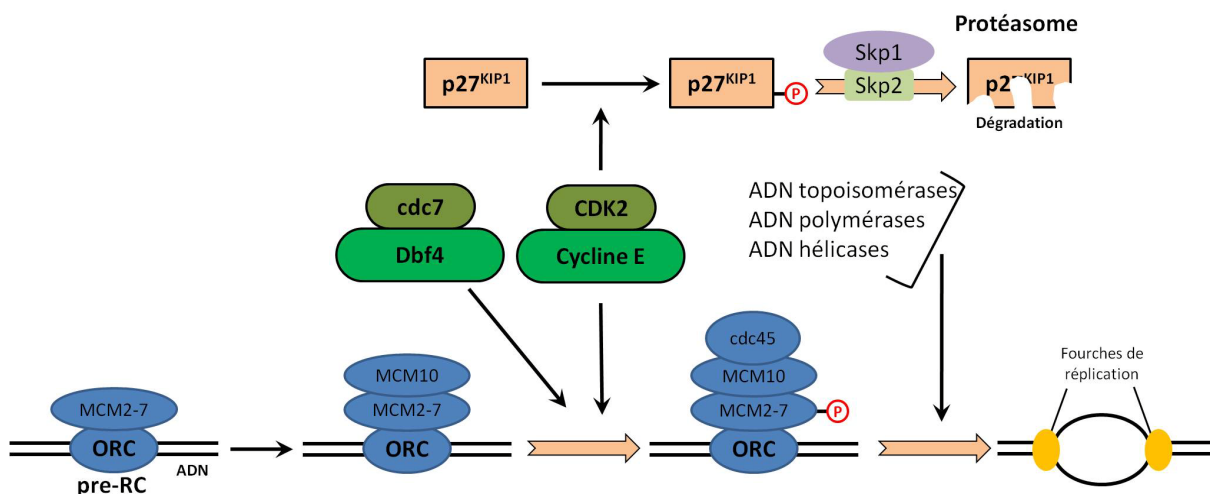 Protéasome
p27KIP1
p27KIP1
P
Skp1
Skp2
p27KIP1
Dégradation
cdc7
Dbf4
CDK2
Cycline E
ADN topoisomérases
ADN polymérases
ADN hélicases
MCM2-7
ORC
ADN
pre-RC
MCM10
MCM2-7
ORC
cdc45
MCM10
MCM2-7
P
ORC
Fourches de
réplication